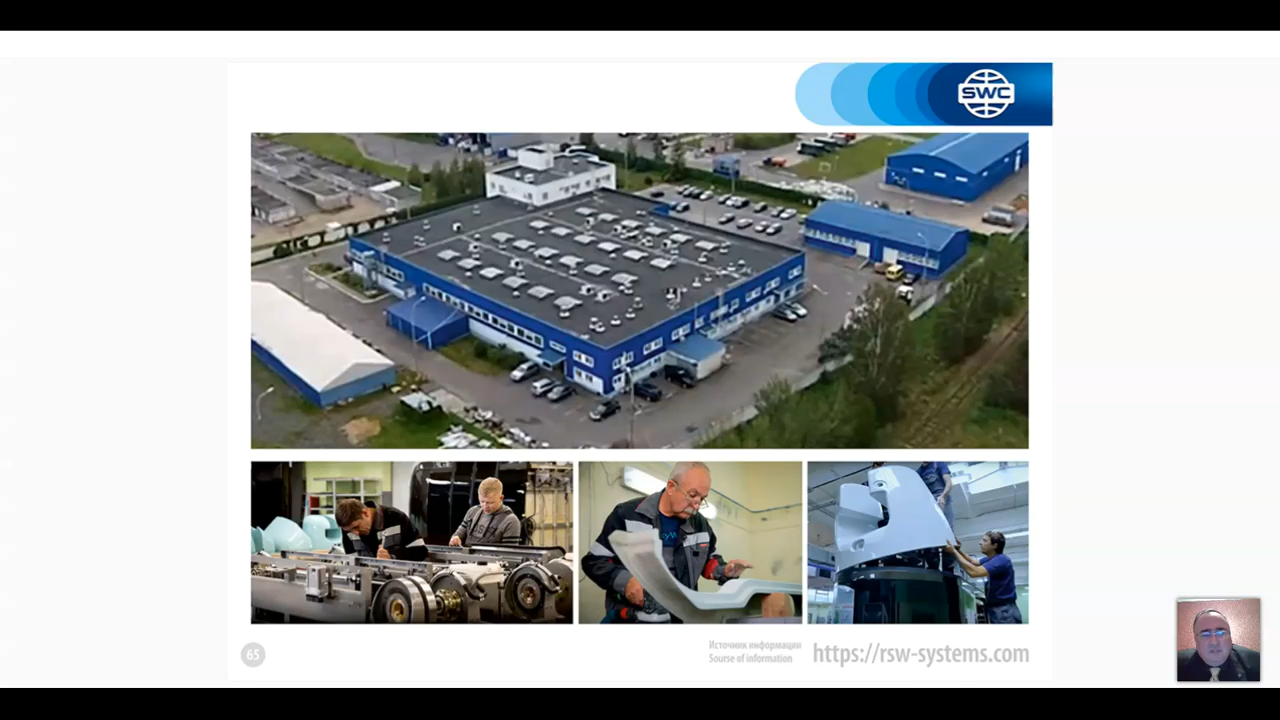 SWC
65
Источник информации
Sourse of information
https://rsw-systems.com